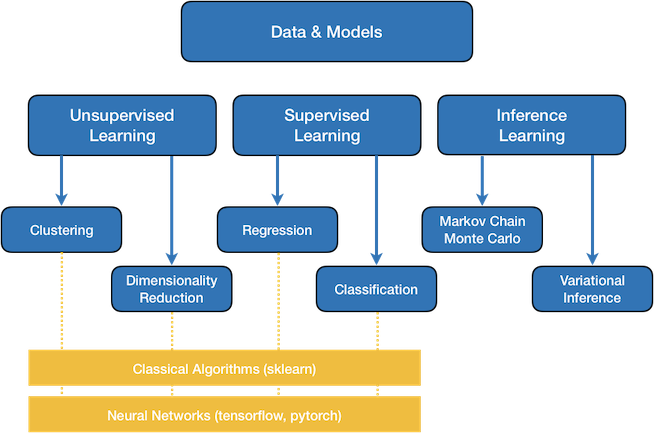 Data & Models
Unsupervised
Learning
Supervised
Learning
Inference
Learning
Clustering
Dimensionality
Reduction
Regression
Classification
Markov Chain
Monte Carlo
Variational
Inference
Classical Algorithms (sklearn)
Neural Networks (tensorflow, pytorch)